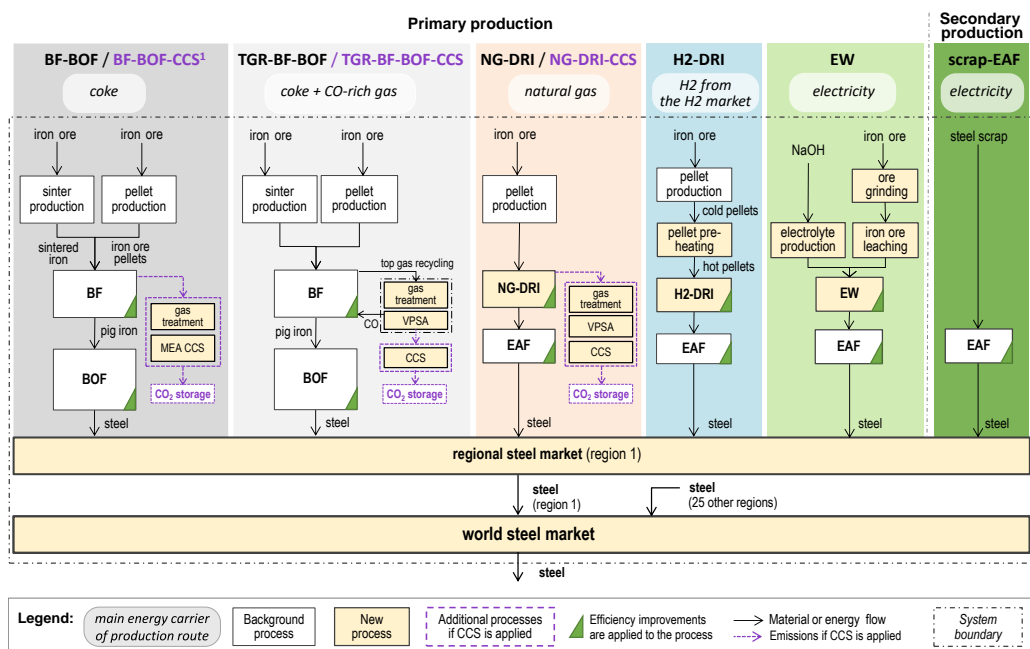 Primary production
Secondary
production
BF-BOF / BF-BOF-CCS¹
coke
TGR-BF-BOF / TGR-BF-BOF-CCS
coke + CO-rich gas
NG-DRI / NG-DRI-CCS
natural gas
H2-DRI
H2 from
the H2 market
EW
electricity
scrap-EAF
electricity
iron ore
iron ore
sinter
production
pellet
production
sintered
iron
iron ore
pellets
BF
gas
treatment
MEA CCS
pig iron
BOF
CO₂ storage
steel
iron ore
iron ore
sinter
production
pellet
production
top gas recycling
BF
gas
treatment
CO
VPSA
pig iron
CCS
BOF
CO₂ storage
steel
iron ore
pellet
production
NG-DRI
gas
treatment
VPSA
CCS
EAF
CO₂ storage
steel
iron ore
pellet
production
cold pellets
pellet pre-
heating
hot pellets
H2-DRI
EAF
steel
NaOH
iron ore
ore
grinding
electrolyte
production
iron ore
leaching
EW
EAF
steel
steel scrap
EAF
steel
regional steel market (region 1)
steel
(region 1)
steel
(25 other regions)
world steel market
steel
Legend:
main energy carrier
of production route
Background
process
New
process
Additional processes
if CCS is applied
Efficiency improvements
are applied to the process
Material or energy flow
Emissions if CCS is applied
System
boundary